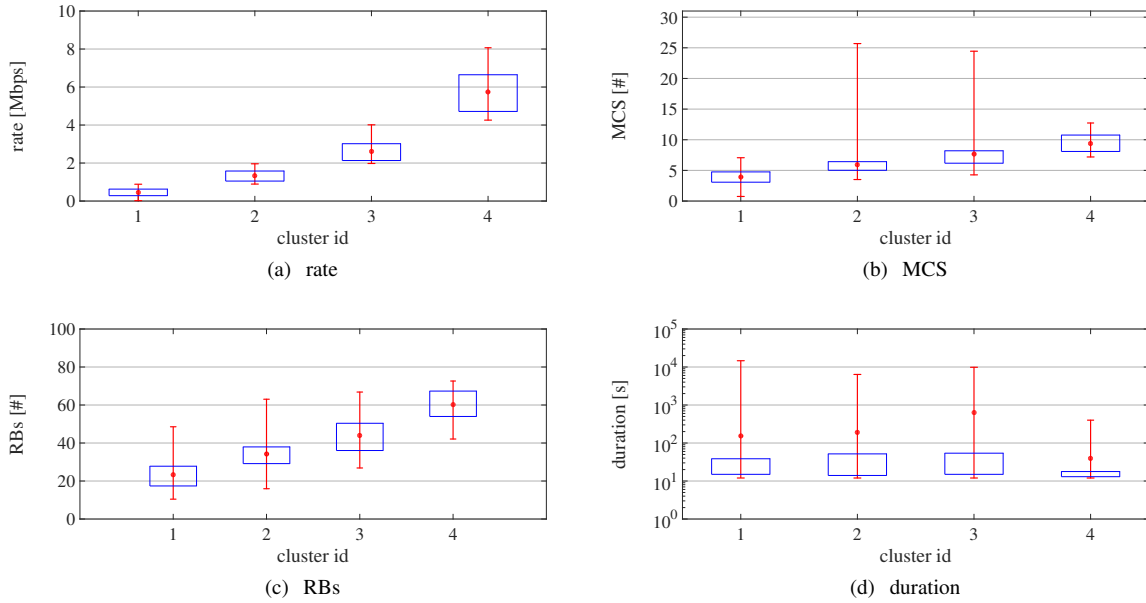 10
8
6
4
2
0
rate [Mbps]
1 2 3 4
cluster id
(a) rate
30
25
20
15
10
5
0
MCS [#]
1 2 3 4
cluster id
(b) MCS
100
80
60
40
20
0
RBs [#]
1 2 3 4
cluster id
(c) RBs
10^5
10^4
10^3
10^2
10^1
10^0
duration [s]
1 2 3 4
cluster id
(d) duration